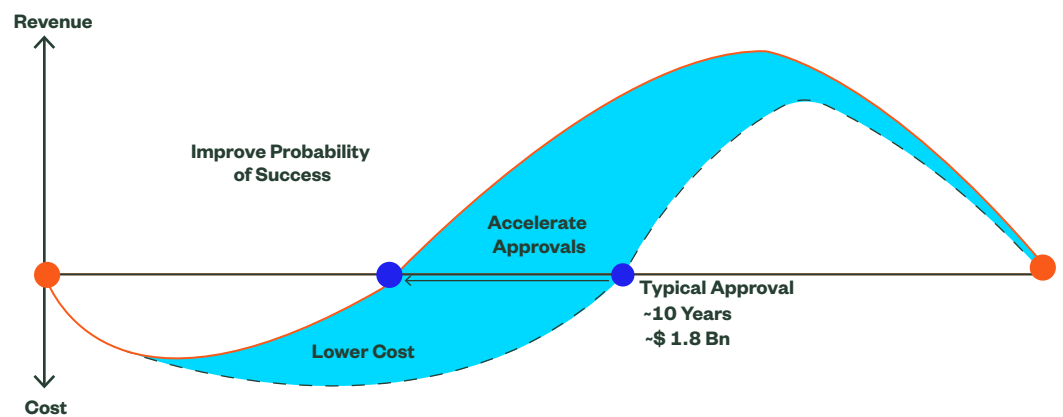 Revenue
Improve Probability
of Success
Accelerate
Approvals
Typical Approval
~10 Years
~$ 1.8 Bn
Lower Cost
Cost